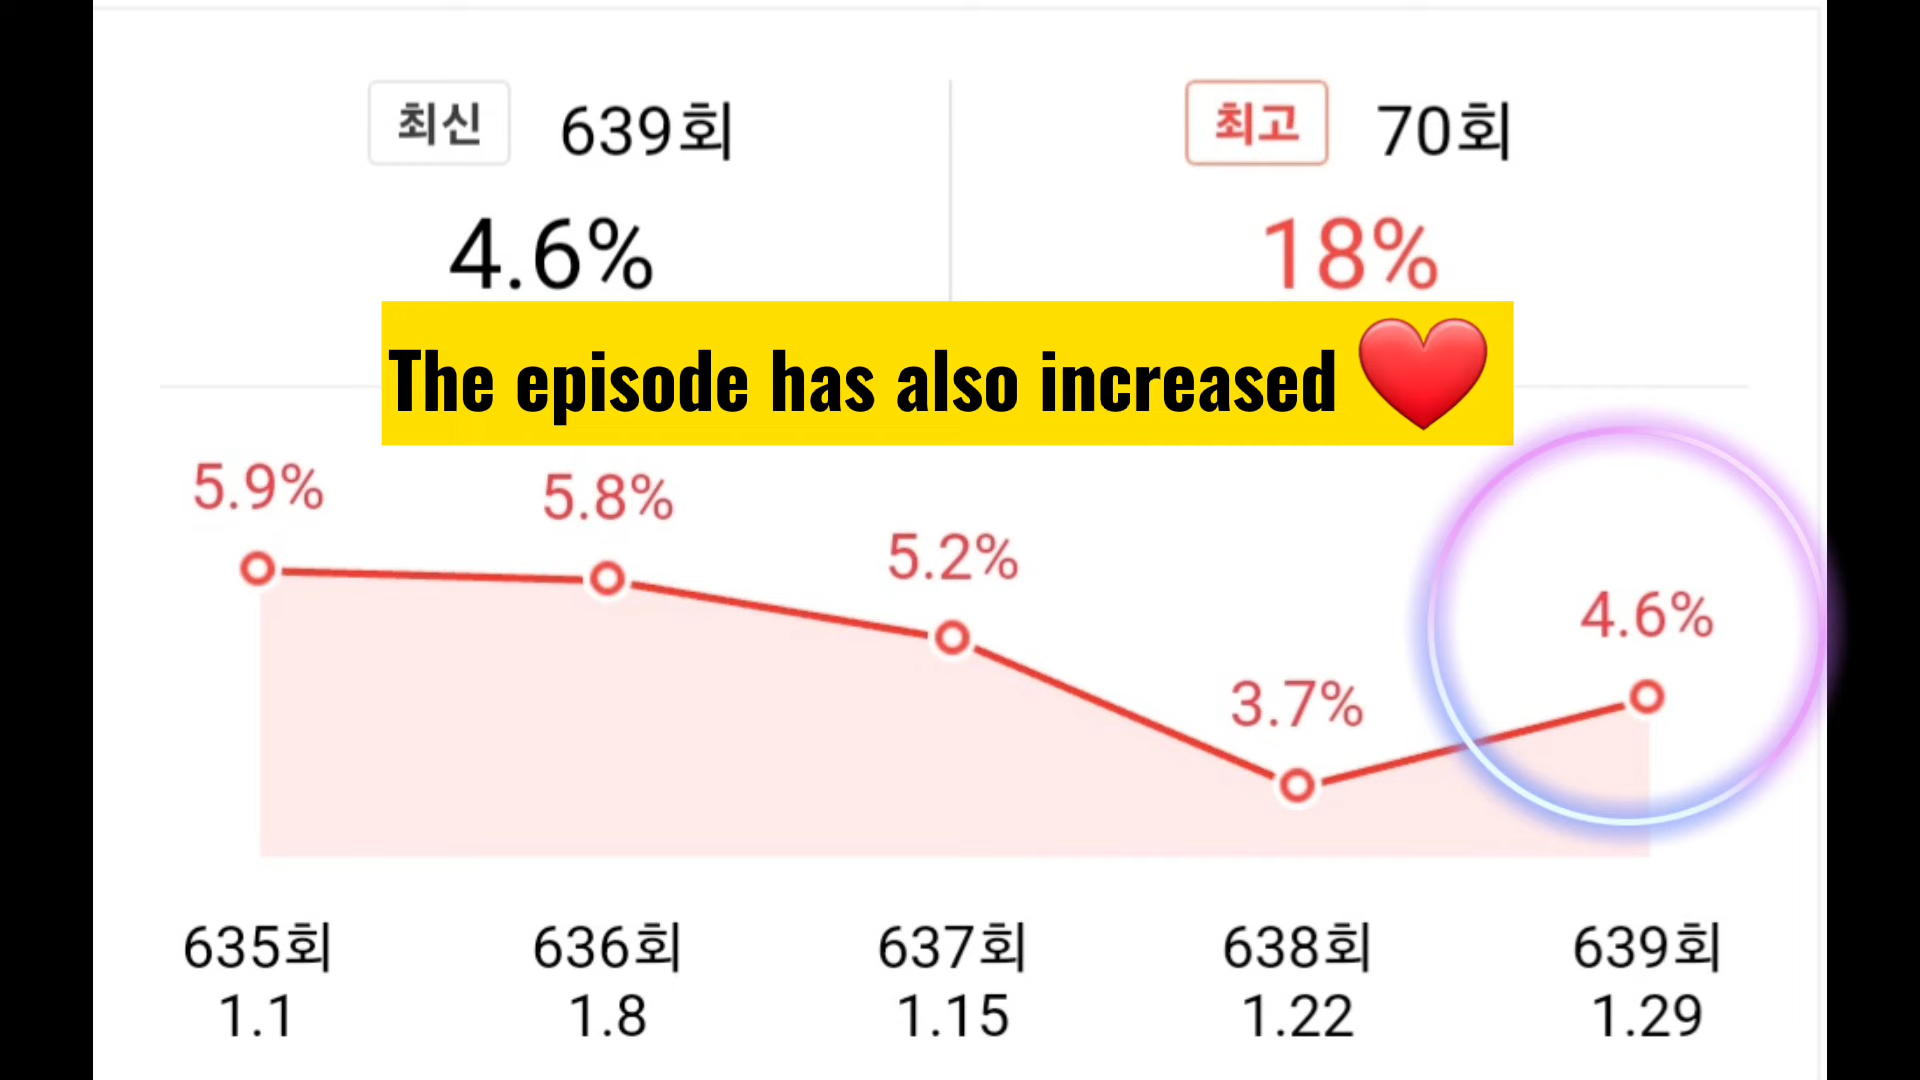 최신 639회
4.6%
최고 70회
18%
The episode has also increased ❤️
5.9%
5.8%
5.2%
3.7%
4.6%
635회
1.1
636회
1.8
637회
1.15
638회
1.22
639회
1.29